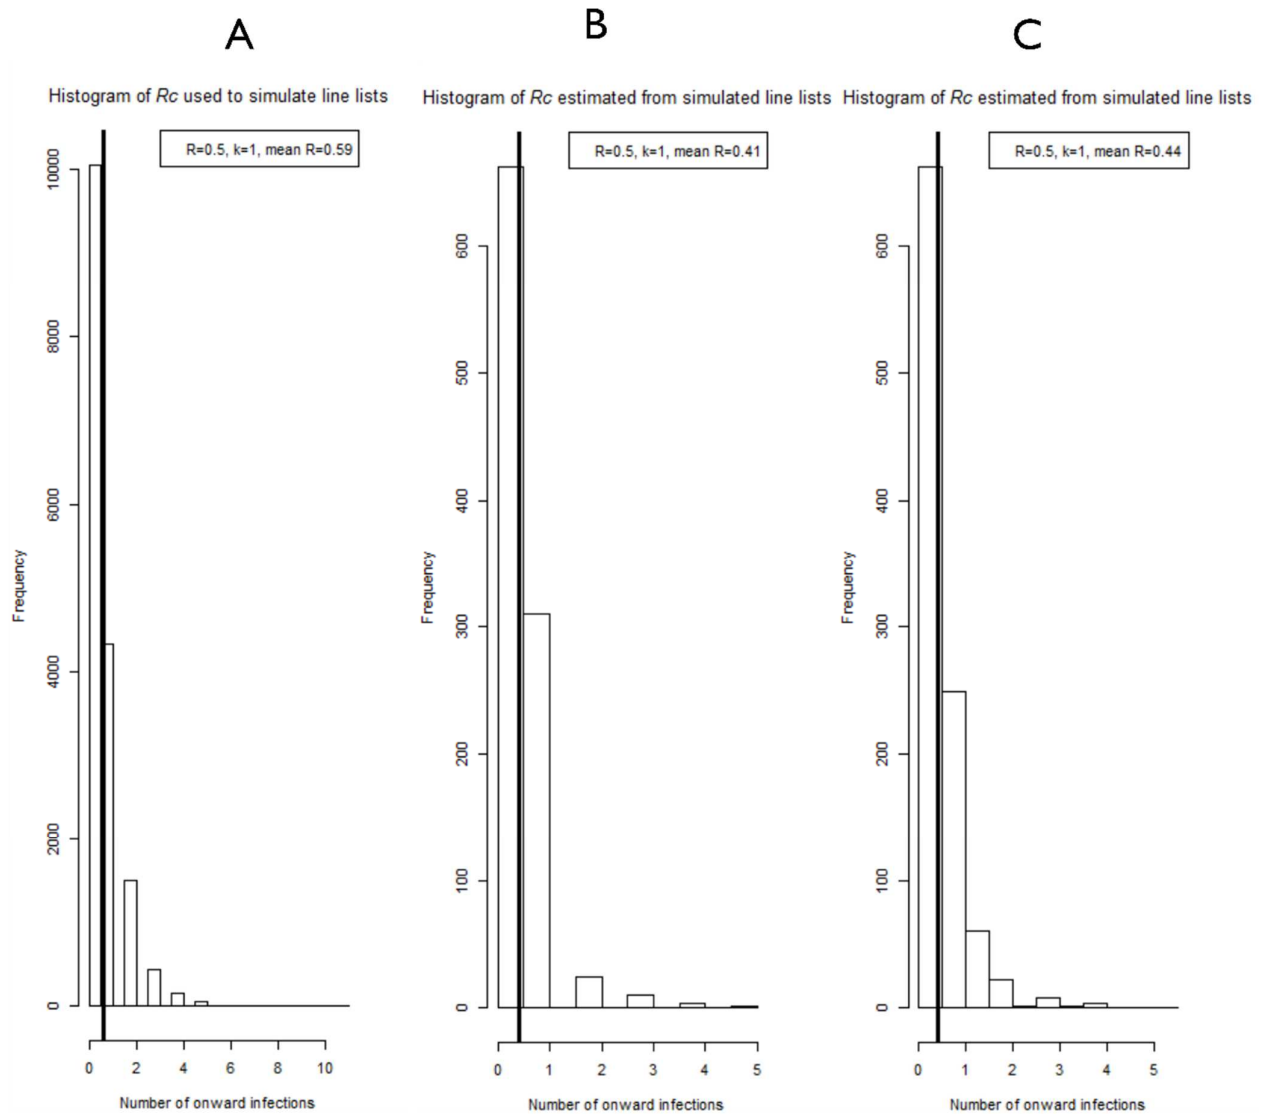 A
B
C
Histogram of Rc used to simulate line lists
Histogram of Rc estimated from simulated line lists
Histogram of Rc estimated from simulated line lists
R=0.5, k=1, mean R=0.59
R=0.5, k=1, mean R=0.41
R=0.5, k=1, mean R=0.44
Frequency
10000
8000
6000
4000
2000
0
0 2 4 6 8 10
Number of onward infections
Frequency
600
500
400
300
200
100
0
0 1 2 3 4 5
Number of onward infections
Frequency
600
500
400
300
200
100
0
0 1 2 3 4 5
Number of onward infections